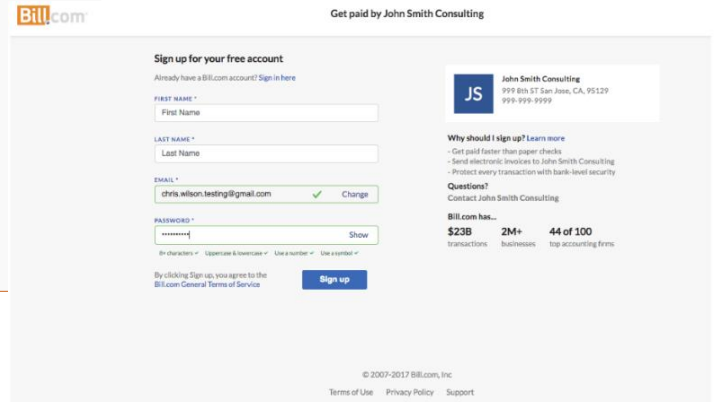 Bill.com
Get paid by John Smith Consulting
Sign up for your free account
Already have a Bill.com account? Sign in here
FIRST NAME *
First Name
LAST NAME *
Last Name
EMAIL *
chris.wilson.testing@gmail.com ✓ Change
PASSWORD *
•••••••••• Show
8+ characters ✓ Uppercase & lowercase ✓ Use a number ✓ Use a symbol ✓
By clicking Sign up, you agree to the
Bill.com General Terms of Service
Sign up
JS
John Smith Consulting
999 8th ST San Jose, CA, 95129
999-999-9999
Why should I sign up? Learn more
- Get paid faster than paper checks
- Send electronic invoices to John Smith Consulting
- Protect every transaction with bank-level security
Questions?
Contact John Smith Consulting
Bill.com has...
$23B 2M+ 44 of 100
transactions businesses top accounting firms
© 2007-2017 Bill.com, Inc
Terms of Use Privacy Policy Support